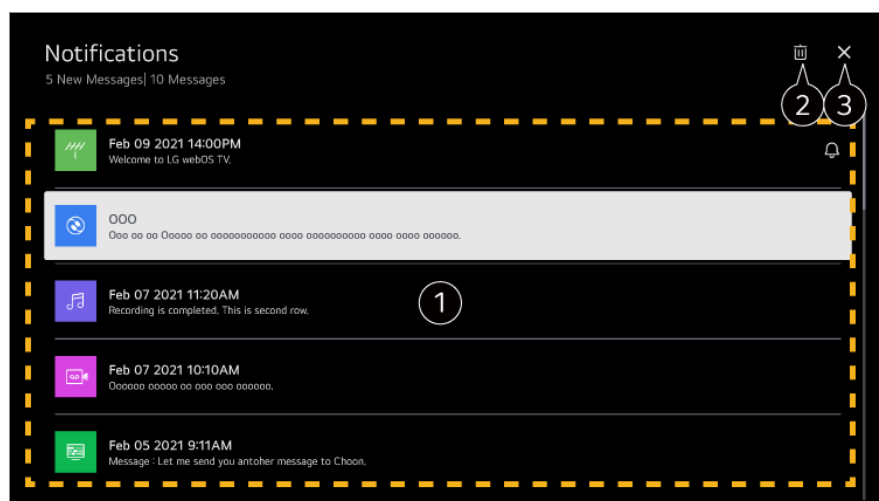 Notifications
5 New Messages| 10 Messages
2
3
Feb 09 2021 14:00PM
Welcome to LG webOS TV.
OOO
Ooo oo oo Ooooo oo ooooooooooo oooo oooooooooo oooo oooo oooooo.
Feb 07 2021 11:20AM
Recording is completed. This is second row.
1
Feb 07 2021 10:10AM
Oooooo ooooo oo ooo ooo oooooo.
Feb 05 2021 9:11AM
Message : Let me send you antoher message to Choon.